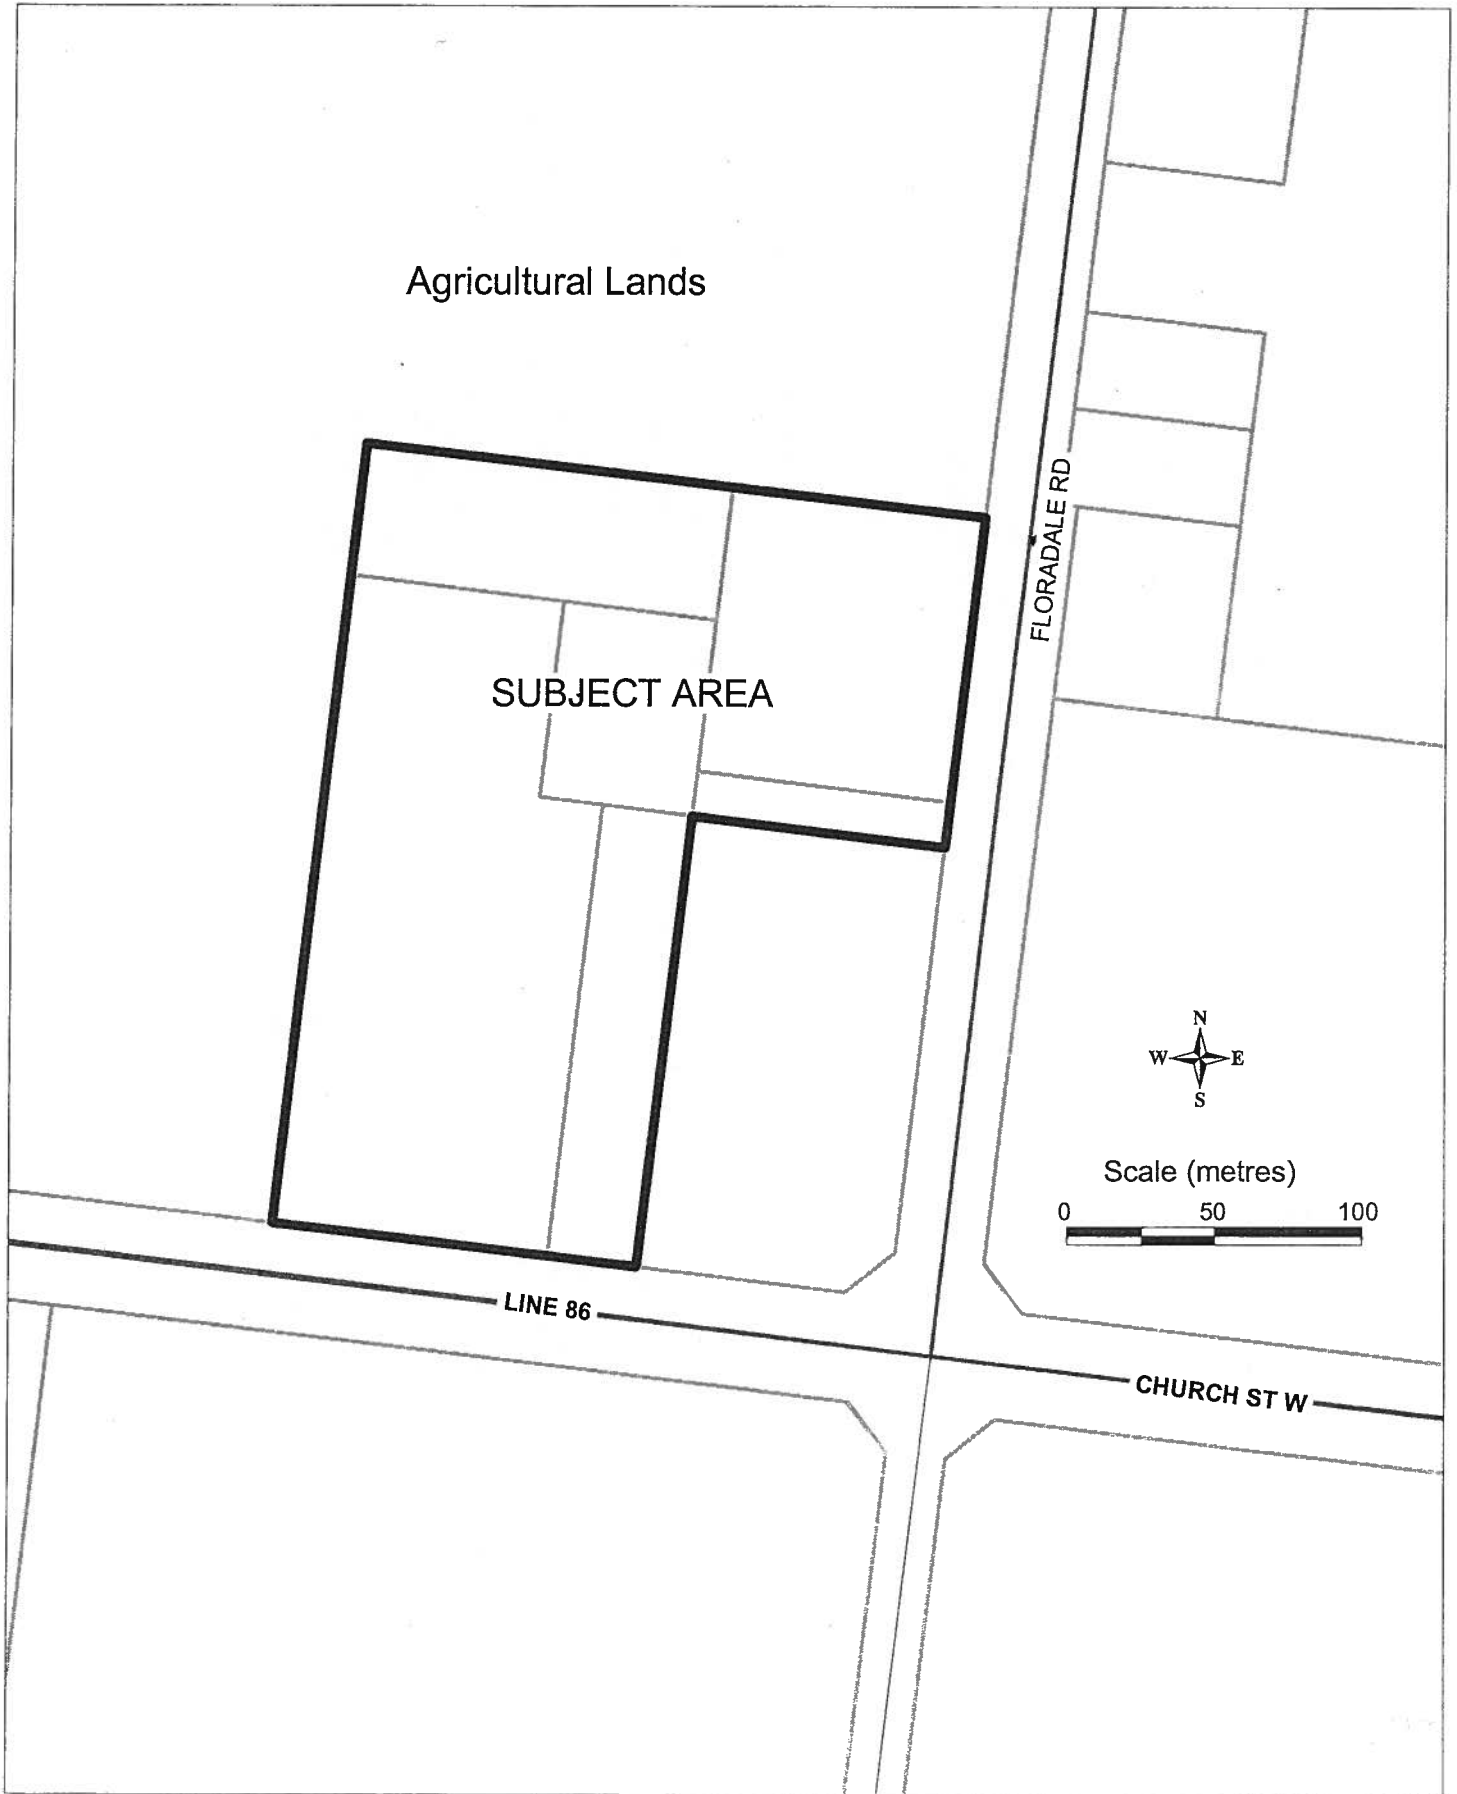 Agricultural Lands
FLORADALE RD
SUBJECT AREA
N
W E
S
Scale (metres)
0 50 100
LINE 86
CHURCH ST W